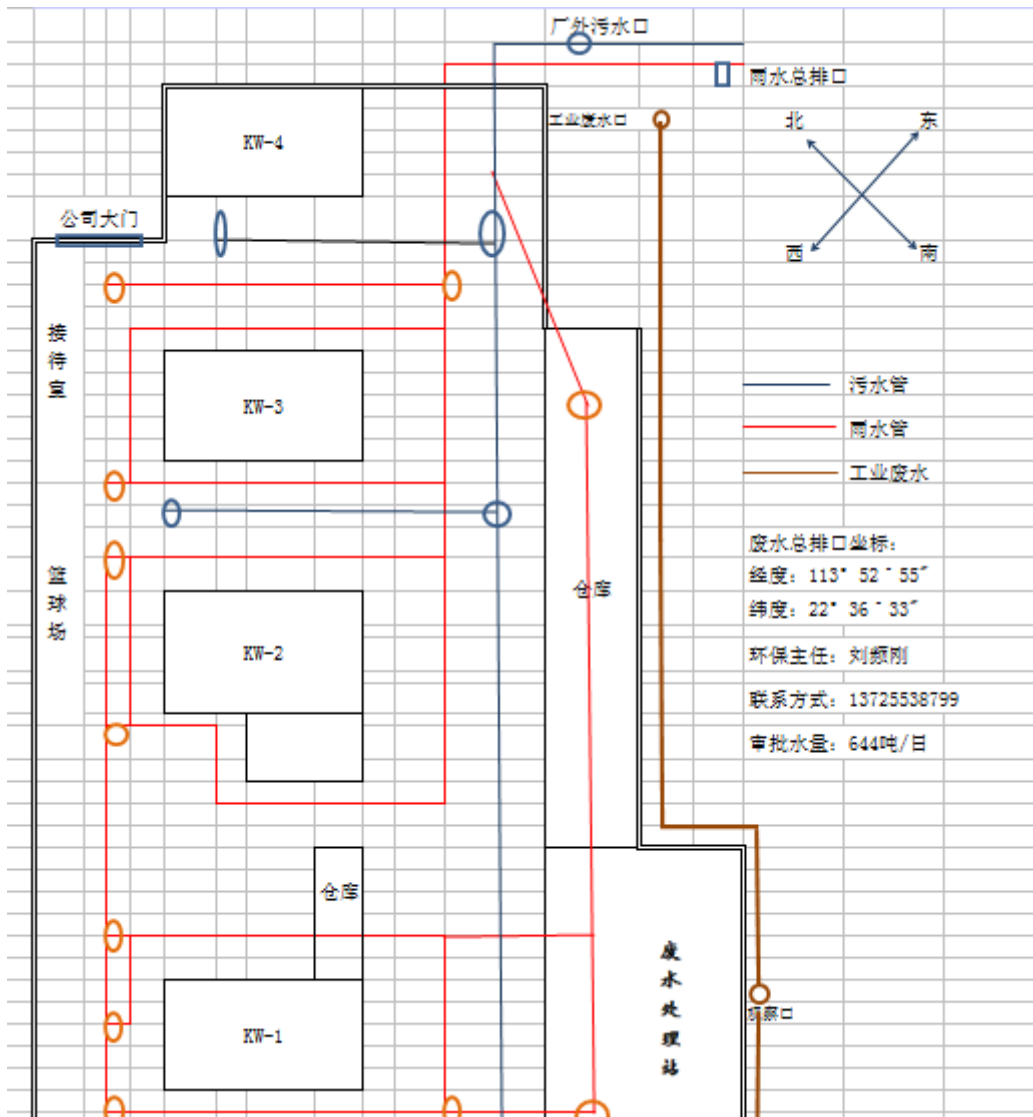 厂外污水口
雨水总排口
工业废水口
北
东
西
南
KW-4
公司大门
接待室
KW-3
污水管
雨水管
工业废水
篮球场
仓库
废水总排口坐标:
经度: 113° 52′55″
纬度: 22° 36′33″
KW-2
环保主任: 刘频刚
联系方式: 13725538799
审批水量: 644吨/日
仓库
废水处理站
KW-1